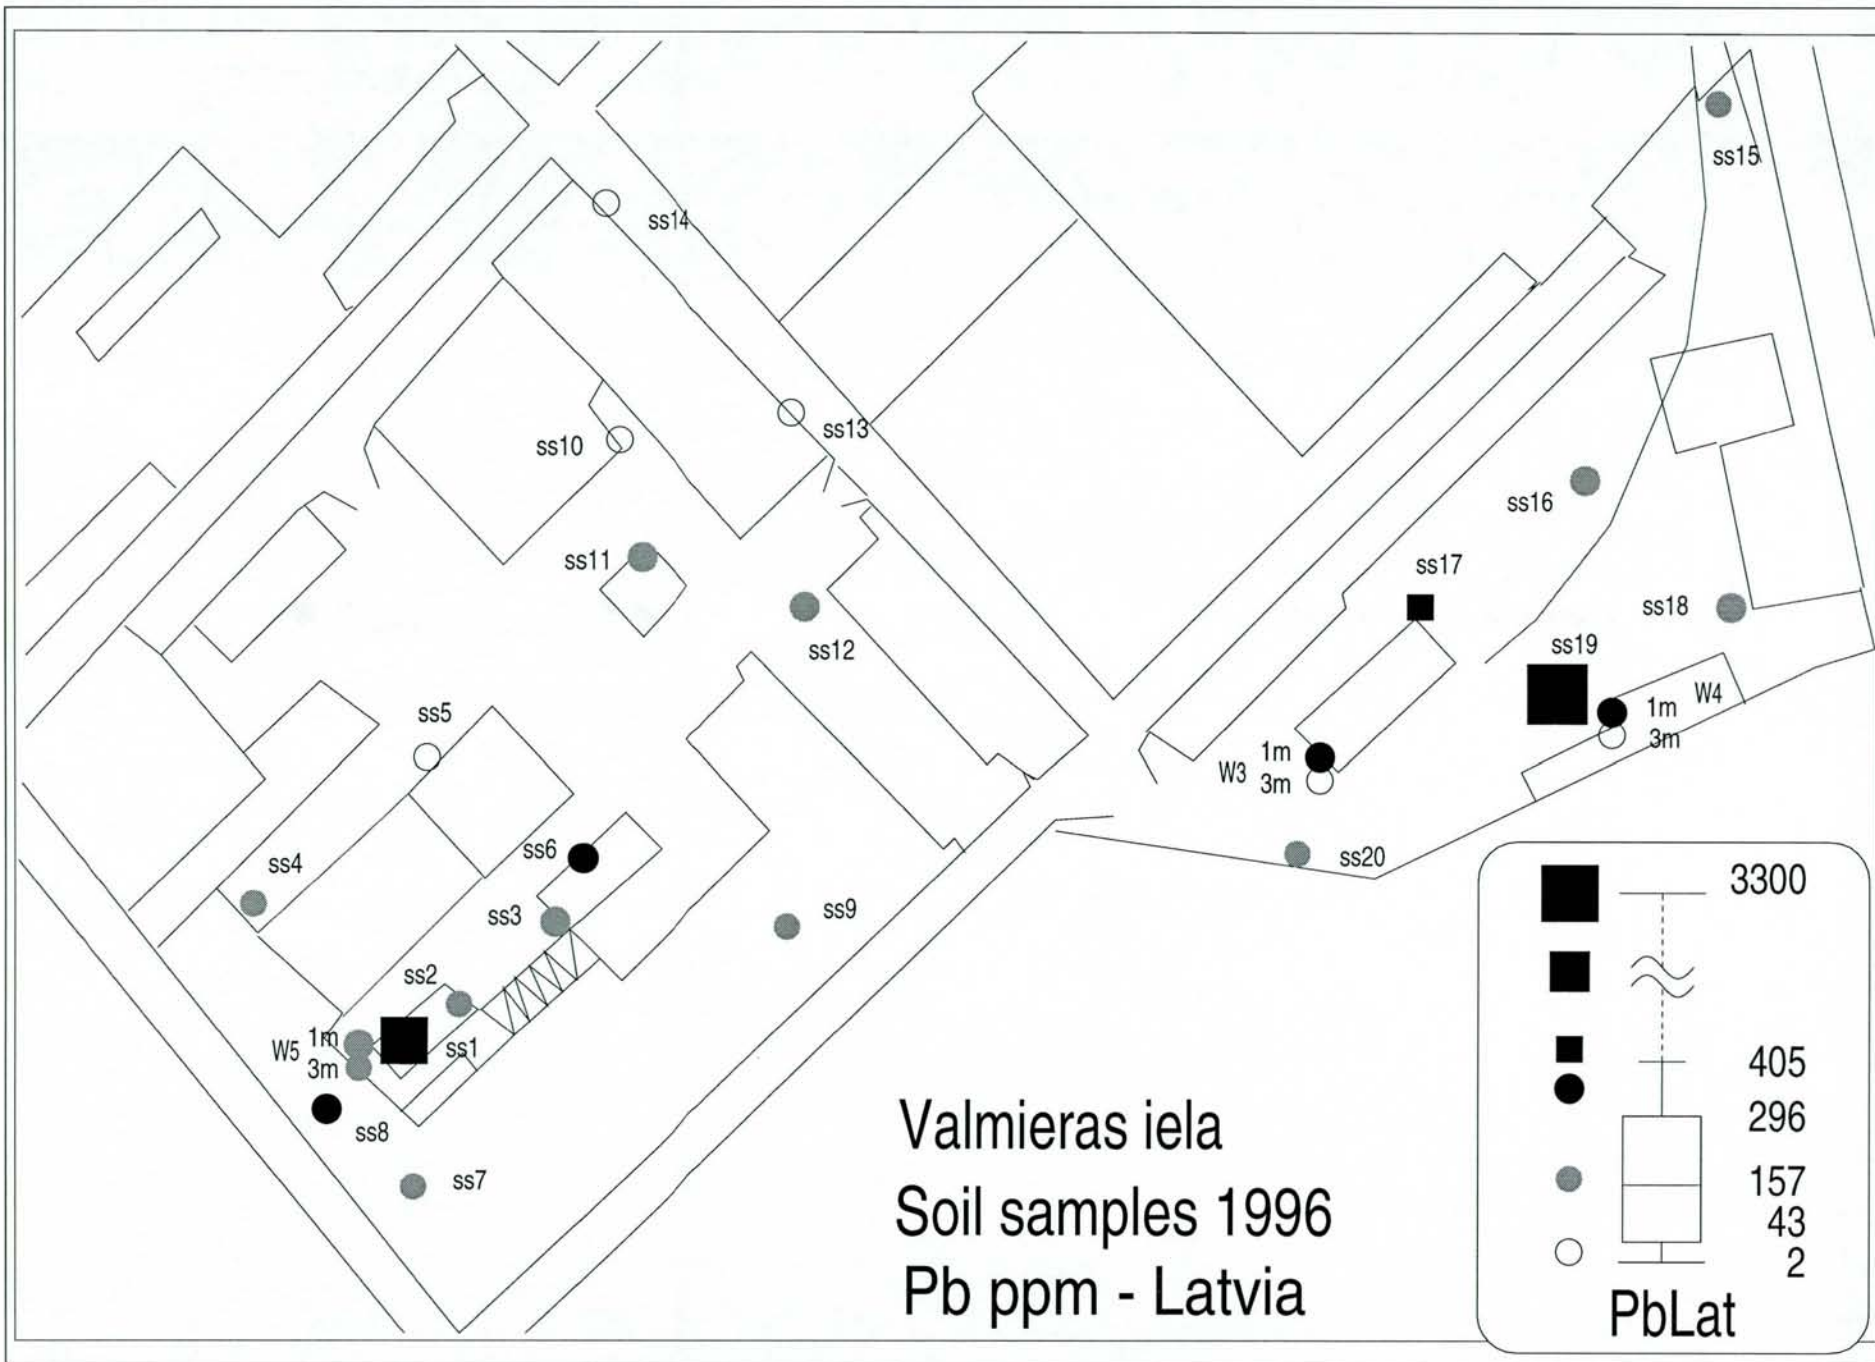 ss15
ss14
ss13
ss10
ss16
ss11
ss17
ss18
ss12
ss19
W4
1m
3m
ss5
1m
W3
3m
ss6
ss20
ss4
ss3
ss9
ss2
W5
1m
3m
ss1
ss8
ss7
Valmieras iela
Soil samples 1996
Pb ppm - Latvia
3300
405
296
157
43
2
PbLat